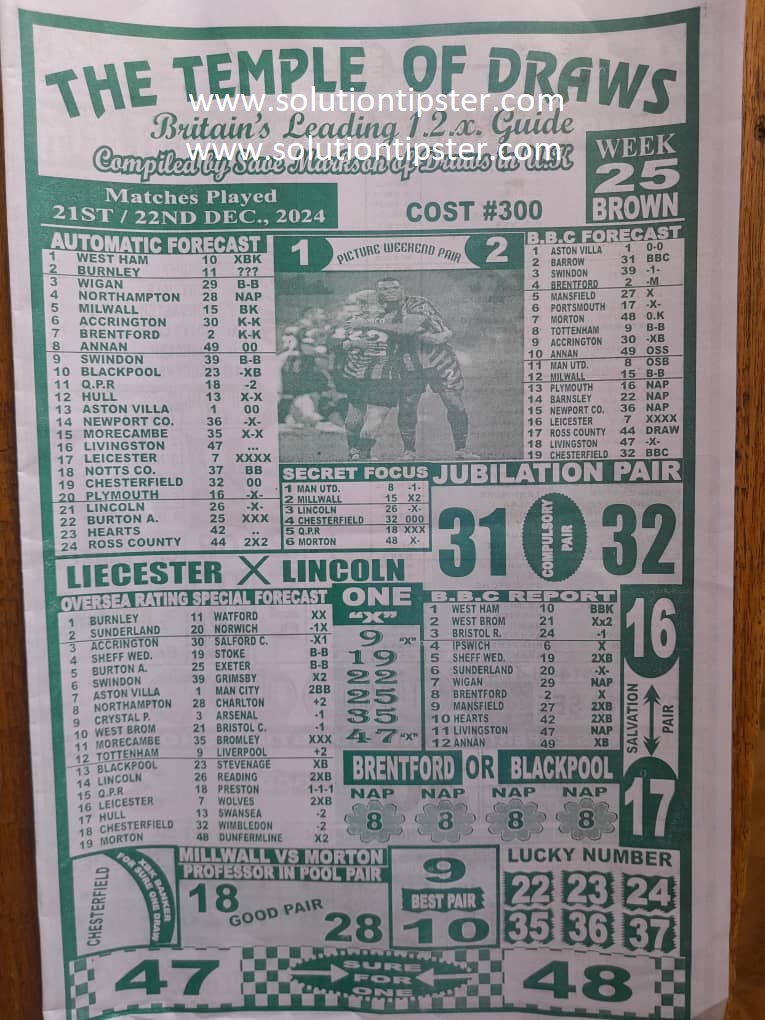 THE TEMPLE OF DRAWS
www.solutiontipster.com
Britain's Leading 1.2.x. Guide
www.solutiontipster.com
Compiled by Save Markson of Draws in U.K
WEEK
25
BROWN
Matches Played
21ST / 22ND DEC., 2024
COST #300
AUTOMATIC FORECAST
1 WEST HAM 10 XBK
2 BURNLEY 11 ???
3 WIGAN 29 B-B
4 NORTHAMPTON 28 NAP
5 MILWALL 15 BK
6 ACCRINGTON 30 K-K
7 BRENTFORD 2 K-K
8 ANNAN 49 00
9 SWINDON 39 B-B
10 BLACKPOOL 23 -XB
11 Q.P.R 18 -2
12 HULL 13 X-X
13 ASTON VILLA 1 00
14 NEWPORT CO. 36 -X-
15 MORECAMBE 35 X-X
16 LIVINGSTON 47 ...
17 LEICESTER 7 XXXX
18 NOTTS CO. 37 BB
19 CHESTERFIELD 32 00
20 PLYMOUTH 16 -X-
21 LINCOLN 26 -X-
22 BURTON A. 25 XXX
23 HEARTS 42 ..
24 ROSS COUNTY 44 2X2
1 PICTURE WEEKEND PAIR 2
B.B.C FORECAST
1 ASTON VILLA 1 0-0
2 BARROW 31 BBC
3 SWINDON 39 -1-
4 BRENTFORD 2 -M
5 MANSFIELD 27 X
6 PORTSMOUTH 17 -X-
7 MORTON 48 0.K
8 TOTTENHAM 9 B-B
9 ACCRINGTON 30 -XB
10 ANNAN 49 OSS
11 MAN UTD. 8 OSB
12 MILWALL 15 B-B
13 PLYMOUTH 16 NAP
14 BARNSLEY 22 NAP
15 NEWPORT CO. 36 NAP
16 LEICESTER 7 XXXX
17 ROSS COUNTY 44 DRAW
18 LIVINGSTON 47 -X-
19 CHESTERFIELD 32 BBC
SECRET FOCUS
1 MAN UTD. 8 -1-
2 MILLWALL 15 X2
3 LINCOLN 26 -X-
4 CHESTERFIELD 32 000
5 Q.P.R 18 XXX
6 MORTON 48 X-
JUBILATION PAIR
31 COMPULSORY PAIR 32
LIECESTER X LINCOLN
OVERSEA RATING SPECIAL FORECAST
1 BURNLEY 11 WATFORD XX
2 SUNDERLAND 20 NORWICH -1X
3 ACCRINGTON 30 SALFORD C. -X1
4 SHEFF WED. 19 STOKE B-B
5 BURTON A. 25 EXETER B-B
6 SWINDON 39 GRIMSBY X2
7 ASTON VILLA 1 MAN CITY 2BB
8 NORTHAMPTON 28 CHARLTON +2
9 CRYSTAL P. 3 ARSENAL -1
10 WEST BROM 21 BRISTOL C. -1
11 MORECAMBE 35 BROMLEY XXX
12 TOTTENHAM 9 LIVERPOOL +2
13 BLACKPOOL 23 STEVENAGE XB
14 LINCOLN 26 READING 2XB
15 Q.P.R 18 PRESTON 1-1-1
16 LEICESTER 7 WOLVES 2XB
17 HULL 13 SWANSEA -2
18 CHESTERFIELD 32 WIMBLEDON -2
19 MORTON 48 DUNFERMLINE X2
ONE
"X"
9 "X"
19
22
25
35
47 "X"
B.B.C REPORT
1 WEST HAM 10 BBK
2 WEST BROM 21 Xx2
3 BRISTOL R. 24 -1
4 IPSWICH 6 X
5 SHEFF WED. 19 2XB
6 SUNDERLAND 20 -X-
7 WIGAN 29 NAP
8 BRENTFORD 2 X
9 MANSFIELD 27 2XB
10 HEARTS 42 2XB
11 LIVINGSTON 47 NAP
12 ANNAN 49 XB
16
SALVATION PAIR
17
BRENTFORD OR BLACKPOOL
NAP NAP NAP NAP
8 8 8 8
CHESTERFIELD
XBK BANKER
FOR SURE ONE DRAW
MILLWALL VS MORTON
PROFESSOR IN POOL PAIR
18 GOOD PAIR 28
9
BEST PAIR
10
LUCKY NUMBER
22 23 24
35 36 37
47 SURE FOR ONE 48